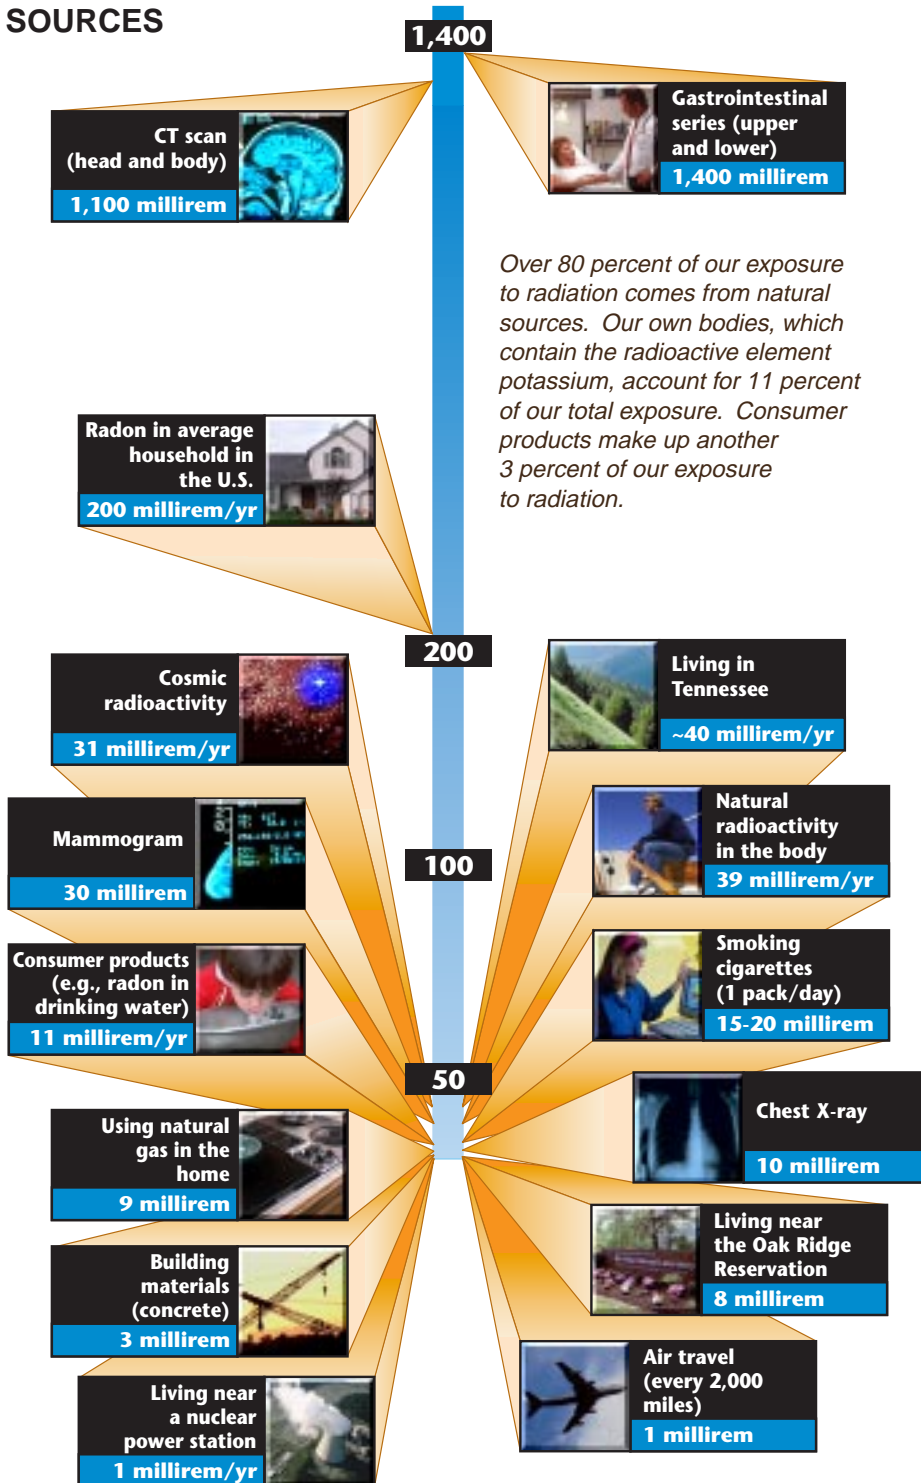 SOURCES
1,400
CT scan
(head and body)
1,100 millirem
Gastrointestinal
series (upper
and lower)
1,400 millirem
Over 80 percent of our exposure
to radiation comes from natural
sources. Our own bodies, which
contain the radioactive element
potassium, account for 11 percent
of our total exposure. Consumer
products make up another
3 percent of our exposure
to radiation.
Radon in average
household in
the U.S.
200 millirem/yr
200
Cosmic
radioactivity
31 millirem/yr
Living in
Tennessee
~40 millirem/yr
Mammogram
30 millirem
100
Natural
radioactivity
in the body
39 millirem/yr
Consumer products
(e.g., radon in
drinking water)
11 millirem/yr
Smoking
cigarettes
(1 pack/day)
15-20 millirem
50
Using natural
gas in the
home
9 millirem
Chest X-ray
10 millirem
Building
materials
(concrete)
3 millirem
Living near
the Oak Ridge
Reservation
8 millirem
Living near
a nuclear
power station
1 millirem/yr
Air travel
(every 2,000
miles)
1 millirem